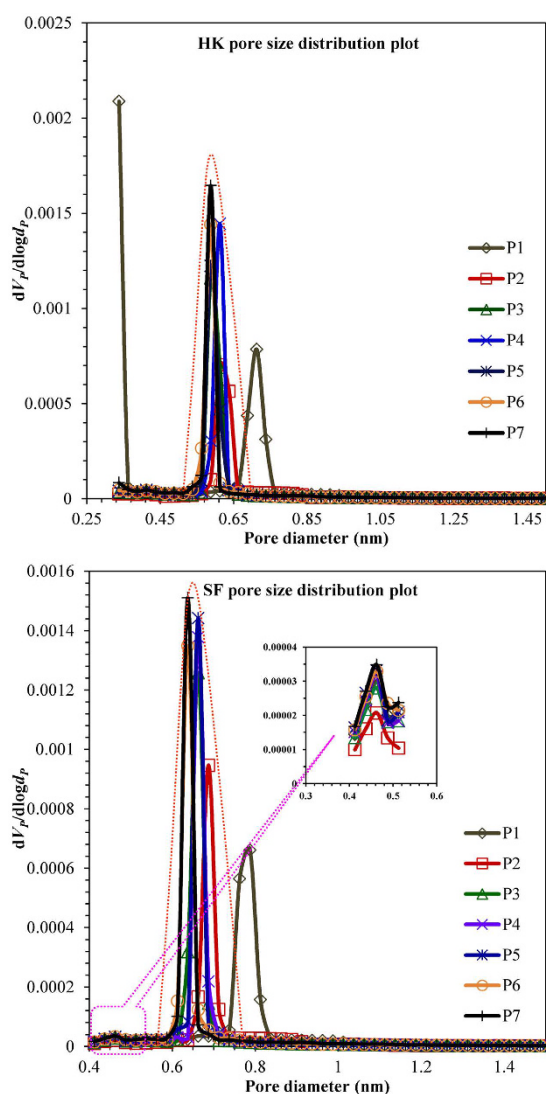 HK pore size distribution plot
0.0025
0.002
0.0015
0.001
0.0005
0
dV_P/dlogd_P
P1
P2
P3
P4
P5
P6
P7
0.25 0.45 0.65 0.85 1.05 1.25 1.45
Pore diameter (nm)
SF pore size distribution plot
0.0016
0.0014
0.0012
0.001
0.0008
0.0006
0.0004
0.0002
0
dV_P/dlogd_P
0.00004
0.00003
0.00002
0.00001
0
0.3 0.4 0.5 0.6
P1
P2
P3
P4
P5
P6
P7
0.4 0.6 0.8 1 1.2 1.4
Pore diameter (nm)